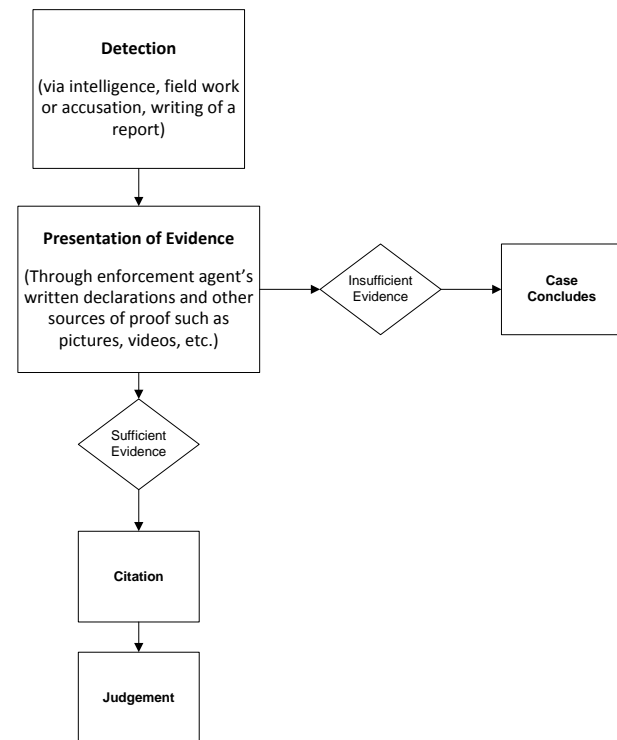 Detection
(via intelligence, field work
or accusation, writing of a
report)
Presentation of Evidence
(Through enforcement agent’s
written declarations and other
sources of proof such as
pictures, videos, etc.)
Insufficient
Evidence
Case
Concludes
Sufficient
Evidence
Citation
Judgement